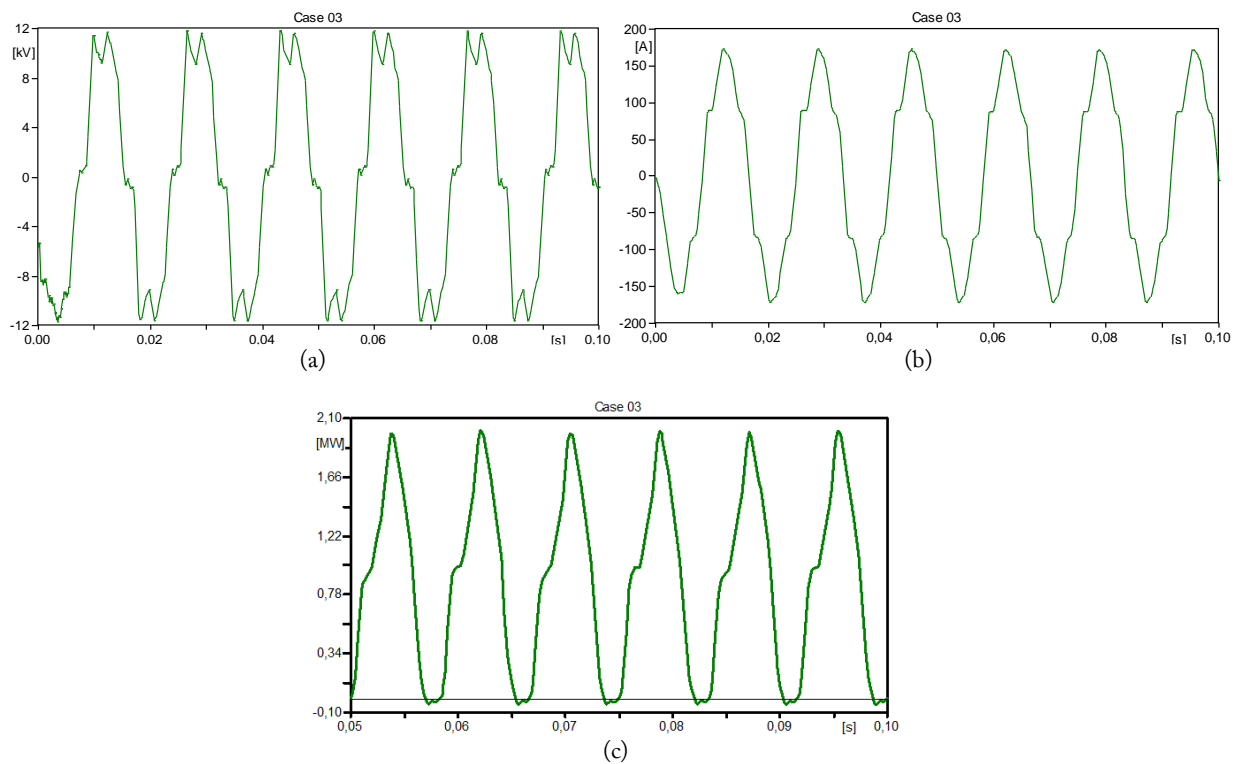 Case 03
12
[kV]
8
4
0
-4
-8
-12
0.00 0.02 0.04 0.06 0.08 [s] 0.10
(a)
Case 03
200
[A]
150
100
50
0
-50
-100
-150
-200
0,00 0,02 0,04 0,06 0,08 [s] 0,10
(b)
Case 03
2,10
[MW]
1,66
1,22
0,78
0,34
-0,10
0,05 0,06 0,07 0,08 0,09 [s] 0,10
(c)